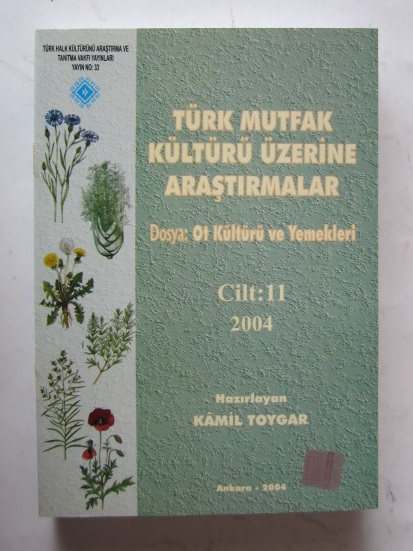 TÜRK HALK KÜLTÜRÜNÜ ARAŞTIRMA VE
TANITMA VAKFI YAYINLARI
YAYIN NO: 33
TÜRK MUTFAK
KÜLTÜRÜ ÜZERİNE
ARAŞTIRMALAR
Dosya: Ot Kültürü ve Yemekleri
Cilt:11
2004
Hazırlayan
KÂMİL TOYGAR
Ankara - 2004